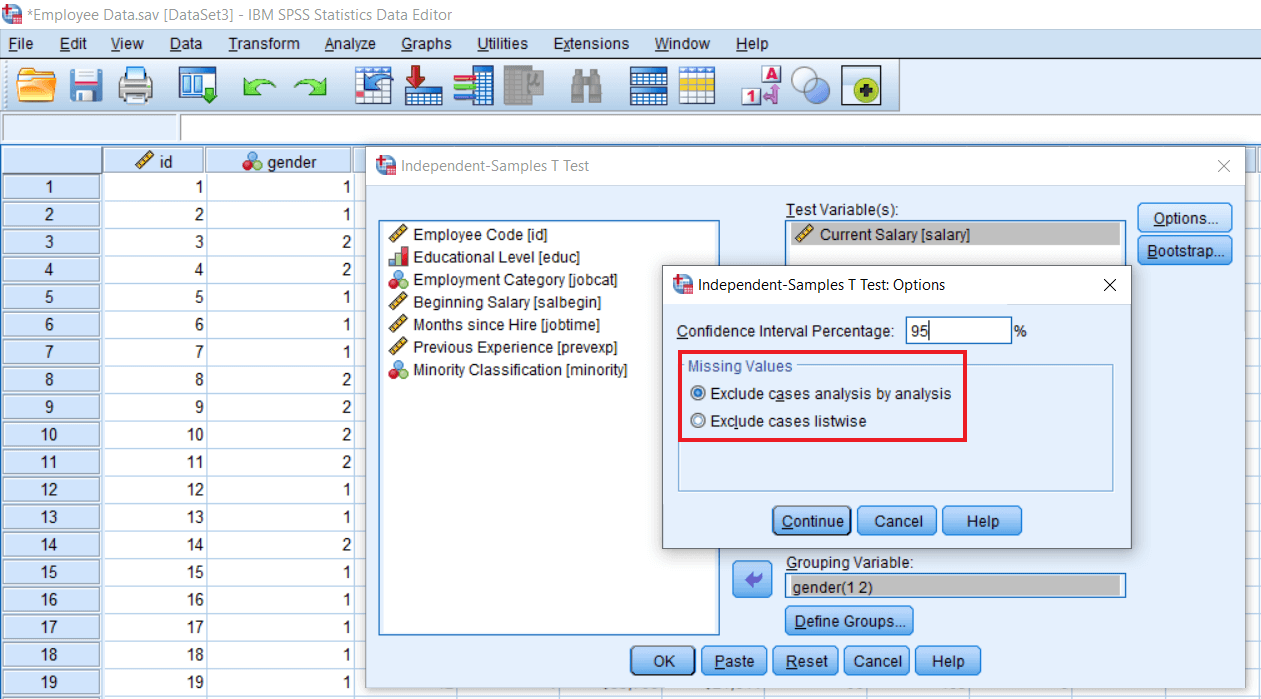 *Employee Data.sav [DataSet3] - IBM SPSS Statistics Data Editor
File Edit View Data Transform Analyze Graphs Utilities Extensions Window Help
A
1
id gender
1 1 1
2 2 1
3 3 2
4 4 2
5 5 1
6 6 1
7 7 1
8 8 2
9 9 2
10 10 2
11 11 2
12 12 1
13 13 1
14 14 2
15 15 1
16 16 1
17 17 1
18 18 1
19 19 1
Independent-Samples T Test
Employee Code [id]
Educational Level [educ]
Employment Category [jobcat]
Beginning Salary [salbegin]
Months since Hire [jobtime]
Previous Experience [prevexp]
Minority Classification [minority]
Test Variable(s):
Current Salary [salary]
Options...
Bootstrap...
Independent-Samples T Test: Options
Confidence Interval Percentage: 95 %
Missing Values
Exclude cases analysis by analysis
Exclude cases listwise
Continue Cancel Help
Grouping Variable:
gender(1 2)
Define Groups...
OK Paste Reset Cancel Help